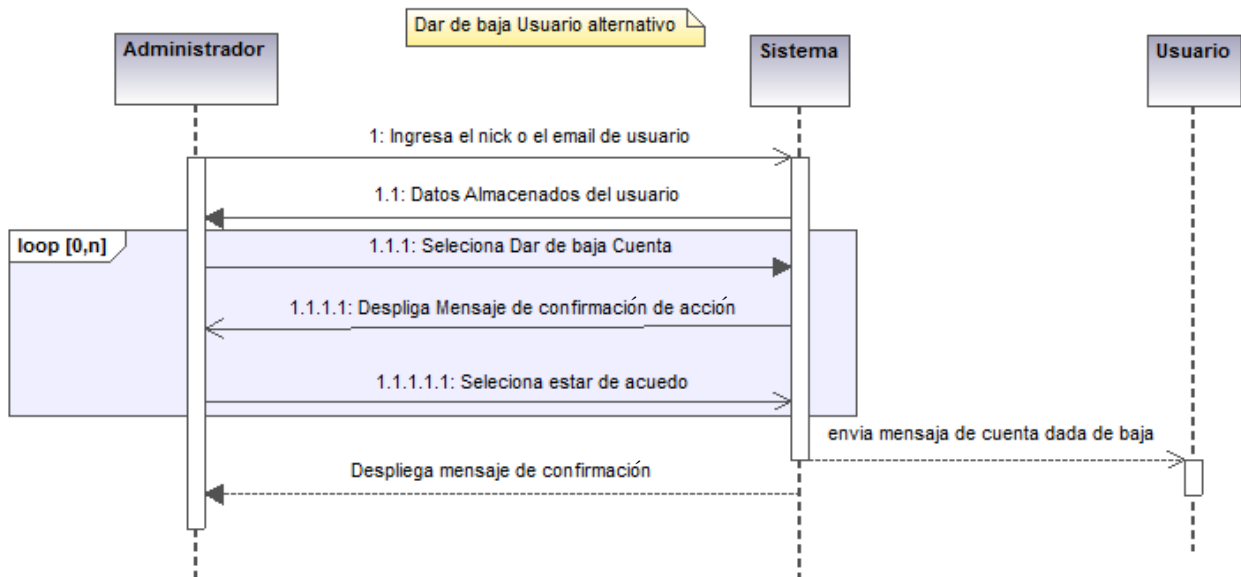 Dar de baja Usuario alternativo
Administrador
Sistema
Usuario
1: Ingresa el nick o el email de usuario
1.1: Datos Almacenados del usuario
loop [0,n]
1.1.1: Seleciona Dar de baja Cuenta
1.1.1.1: Despliga Mensaje de confirmación de acción
1.1.1.1.1: Seleciona estar de acuedo
envia mensaja de cuenta dada de baja
Despliega mensaje de confirmación